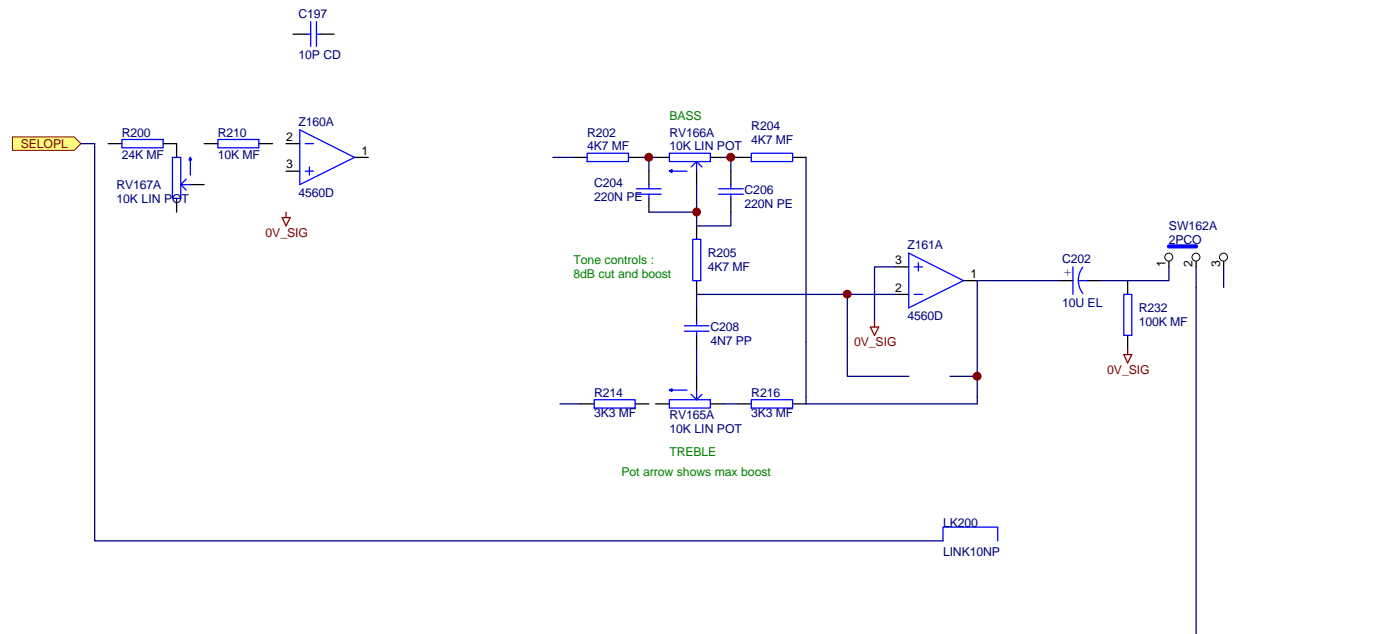 C197
10P CD
SELOPL
R200
24K MF
RV167A
10K LIN POT
R210
10K MF
Z160A
2
3
1
4560D
0V_SIG
BASS
R202
4K7 MF
RV166A
10K LIN POT
R204
4K7 MF
C204
220N PE
C206
220N PE
Tone controls :
8dB cut and boost
R205
4K7 MF
C208
4N7 PP
R214
3K3 MF
RV165A
10K LIN POT
R216
3K3 MF
TREBLE
Pot arrow shows max boost
Z161A
3
2
1
4560D
0V_SIG
C202
+
10U EL
R232
100K MF
0V_SIG
SW162A
2PCO
1
2
3
LK200
LINK10NP